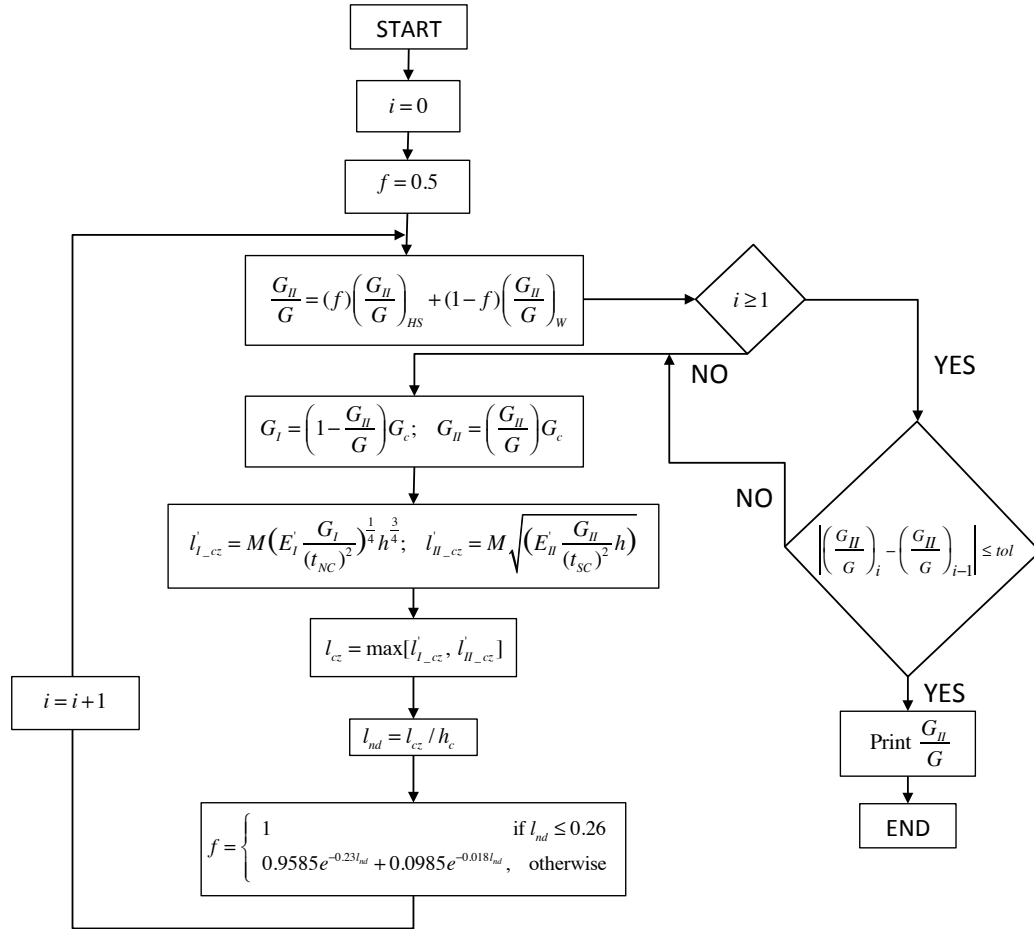 START
i = 0
f = 0.5
G_II/G = (f)(G_II/G)_HS + (1−f)(G_II/G)_W
i ≥ 1
NO
YES
G_I = (1 − G_II/G)G_c; G_II = (G_II/G)G_c
NO
l'_I_cz = M(E'_I G_I/(t_NC)^2)^(1/4) h^(3/4); l'_II_cz = M√(E'_II G_II/(t_SC)^2 h)
|(G_II/G)_i − (G_II/G)_i−1| ≤ tol
l_cz = max[l'_I_cz, l'_II_cz]
i = i + 1
YES
l_nd = l_cz / h_c
Print G_II/G
END
f = { 1 if l_nd ≤ 0.26
0.9585e^(−0.23l_nd) + 0.0985e^(−0.018l_nd), otherwise